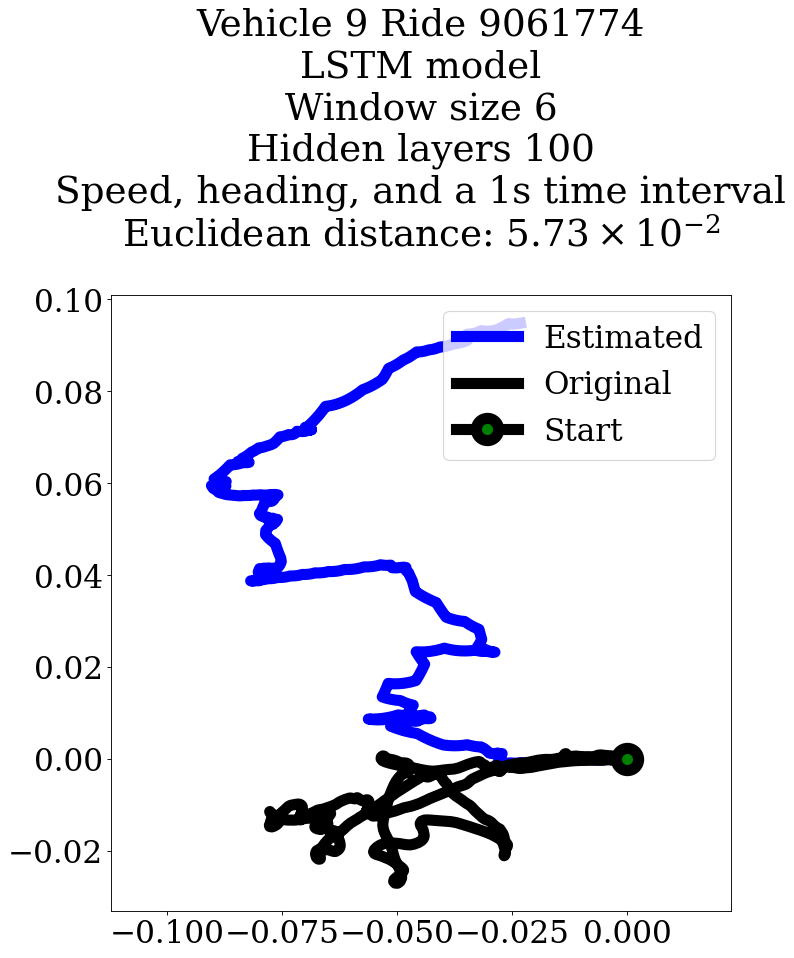 Vehicle 9 Ride 9061774
LSTM model
Window size 6
Hidden layers 100
Speed, heading, and a 1s time interval
Euclidean distance: 5.73 × 10⁻²
0.10
0.08
0.06
0.04
0.02
0.00
−0.02
Estimated
Original
Start
−0.100
−0.075
−0.050
−0.025
0.000